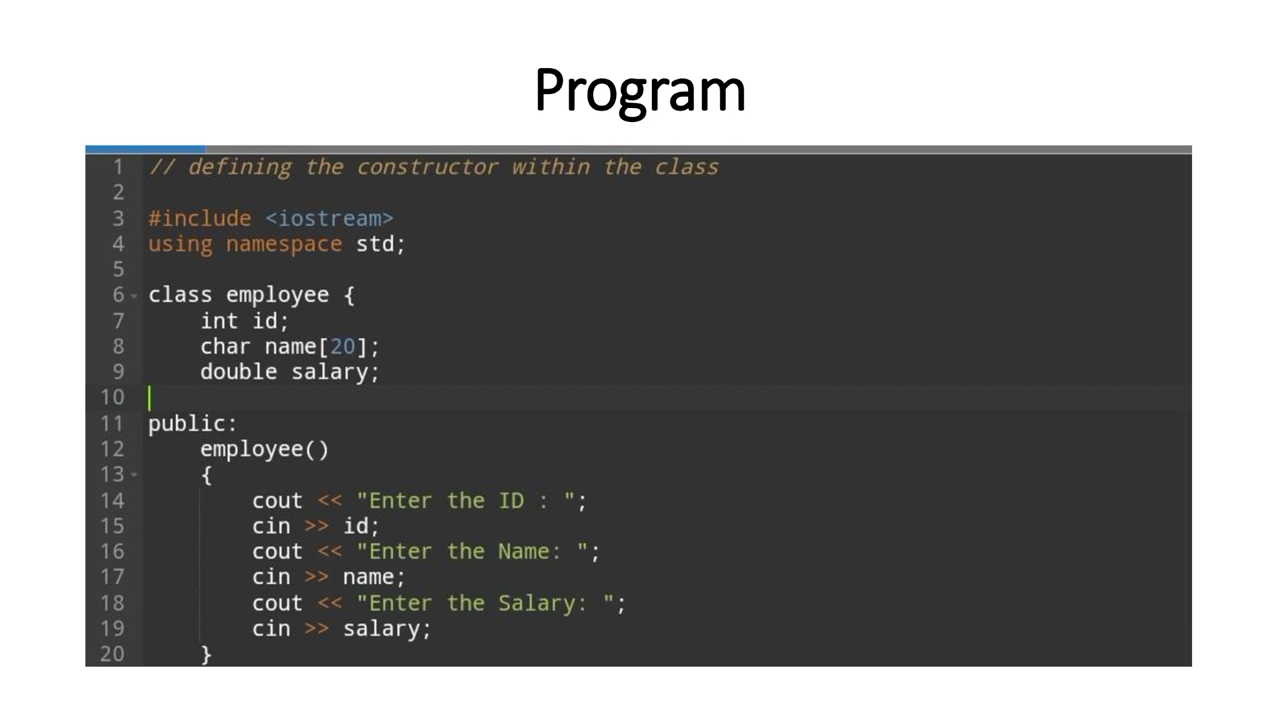 Program
1 // defining the constructor within the class
2
3 #include <iostream>
4 using namespace std;
5
6 class employee {
7     int id;
8     char name[20];
9     double salary;
10
11 public:
12     employee()
13     {
14         cout << "Enter the ID : ";
15         cin >> id;
16         cout << "Enter the Name: ";
17         cin >> name;
18         cout << "Enter the Salary: ";
19         cin >> salary;
20     }